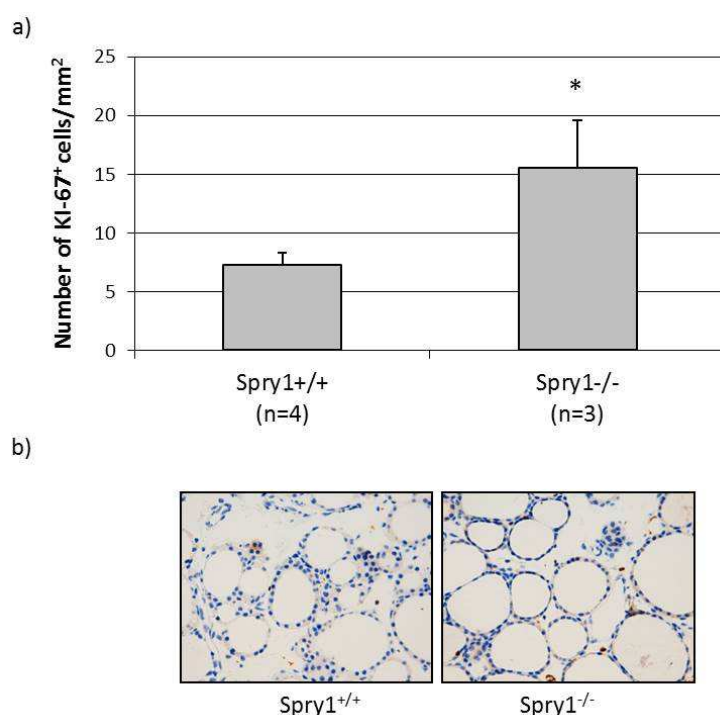 a)
Number of KI-67⁺ cells/mm²
25
20
15
10
5
0
*
Spry1+/+
(n=4)
Spry1-/-
(n=3)
b)
Spry1⁺/⁺
Spry1⁻/⁻